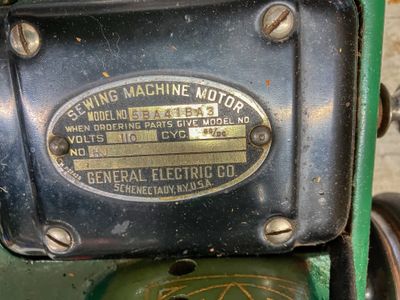 SEWING MACHINE MOTOR
MODEL NO 5BA41BA3
WHEN ORDERING PARTS GIVE MODEL NO
VOLTS 110 CYC.
NO
GENERAL ELECTRIC CO.
SCHENECTADY, N.Y. U.S.A.